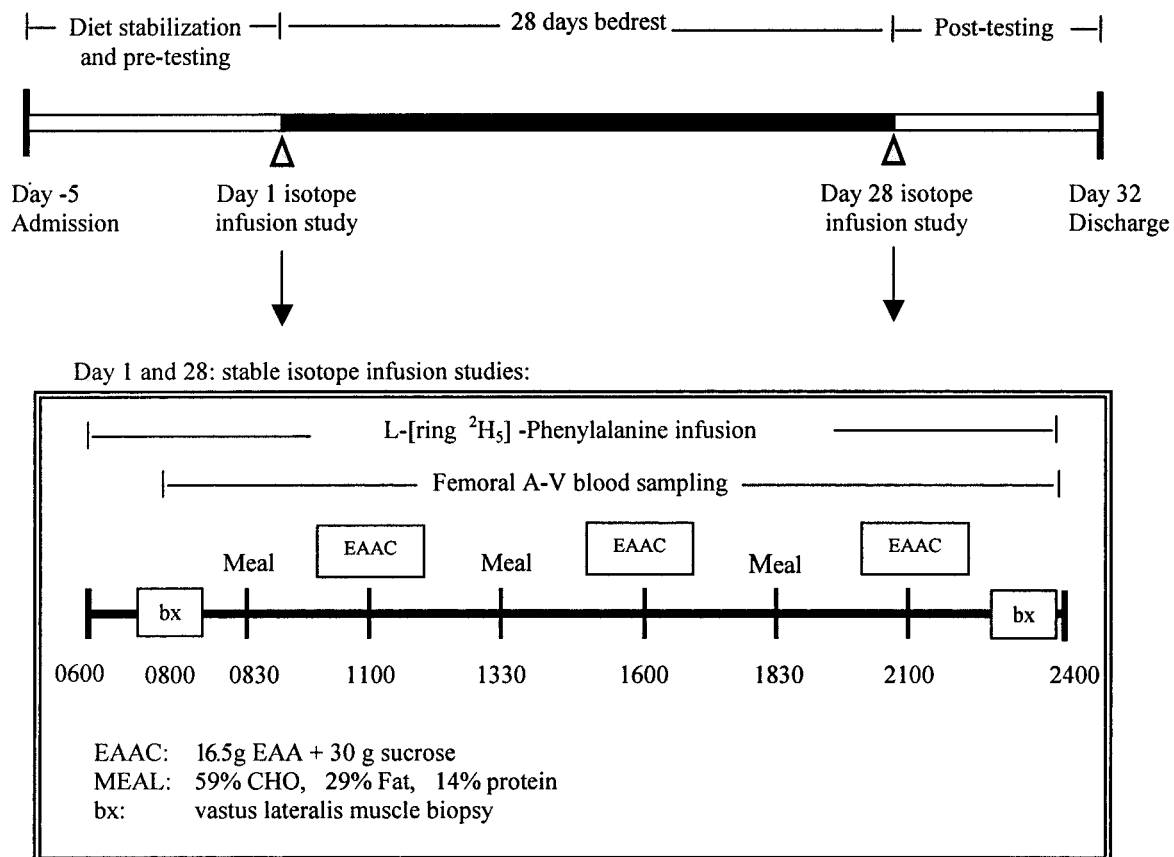 Diet stabilization and pre-testing
28 days bedrest
Post-testing
Day -5
Admission
Day 1 isotope
infusion study
Day 28 isotope
infusion study
Day 32
Discharge
Day 1 and 28: stable isotope infusion studies:
L-[ring ²H₅] -Phenylalanine infusion
Femoral A-V blood sampling
Meal EAAC Meal EAAC Meal EAAC
bx bx
0600 0800 0830 1100 1330 1600 1830 2100 2400
EAAC: 16.5g EAA + 30 g sucrose
MEAL: 59% CHO, 29% Fat, 14% protein
bx: vastus lateralis muscle biopsy